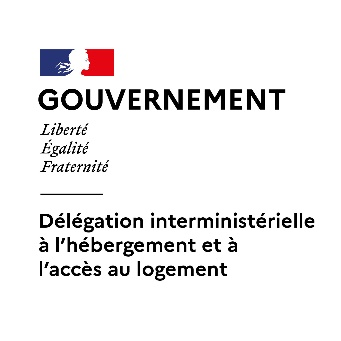 GOUVERNEMENT
Liberté
Égalité
Fraternité
Délégation interministérielle
à l'hébergement et à
l'accès au logement